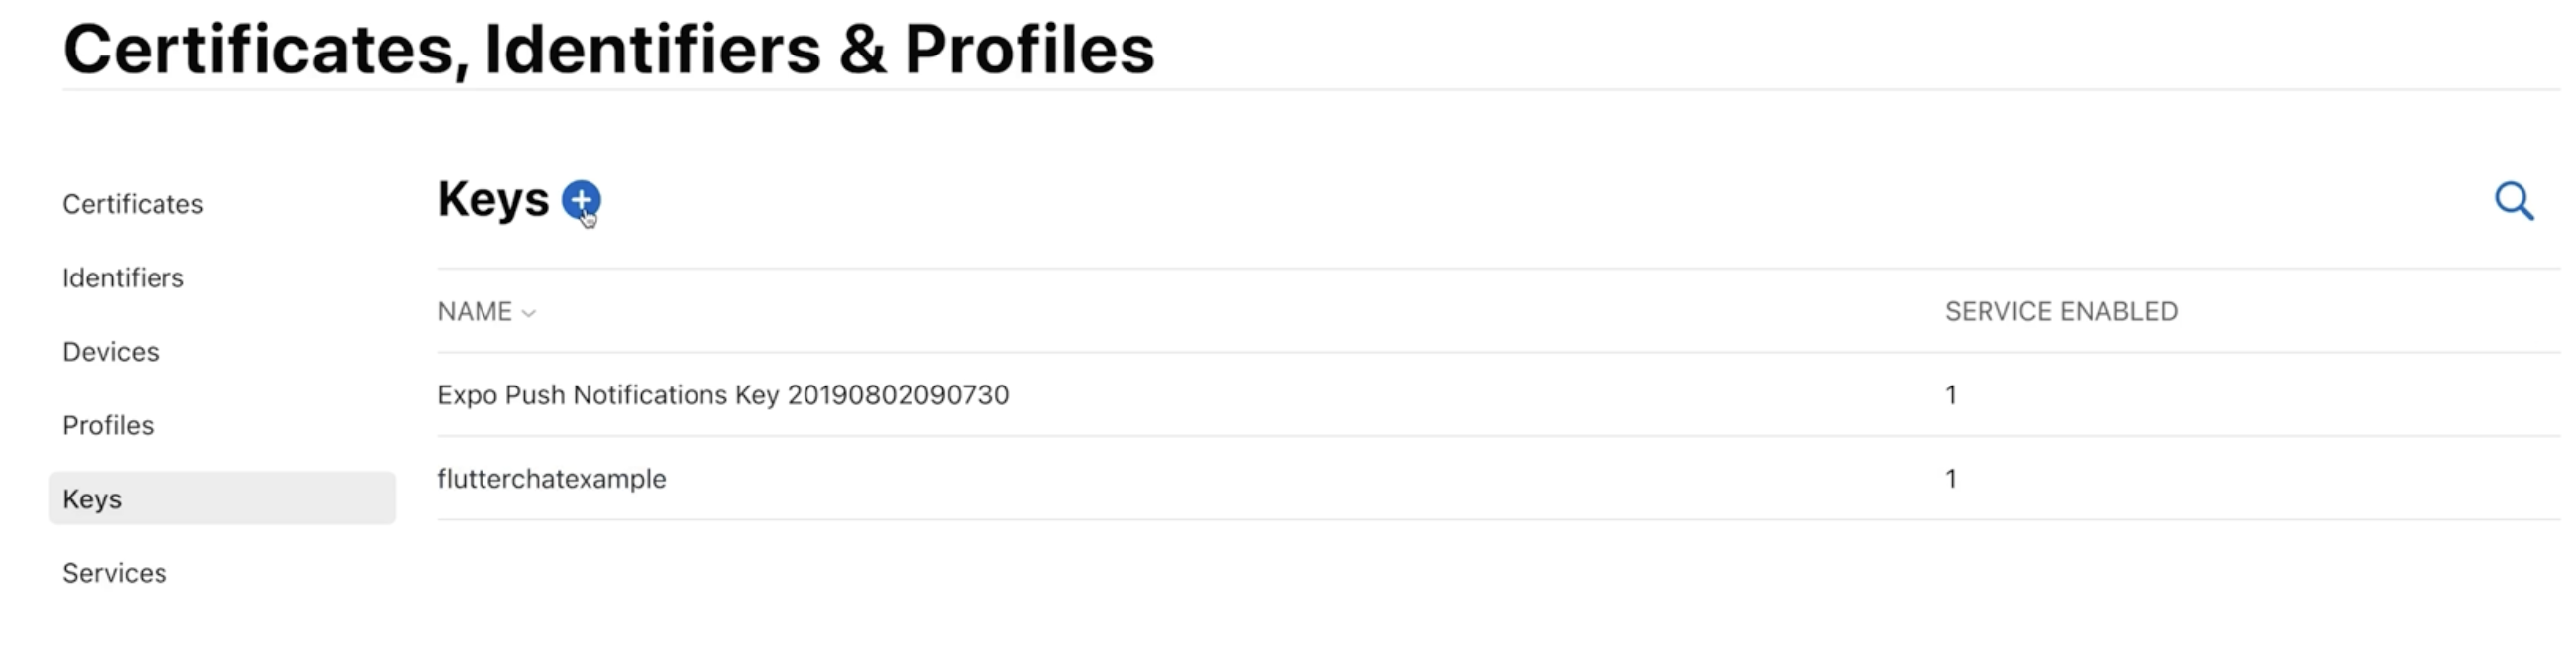 Certificates, Identifiers & Profiles
Certificates
Identifiers
Devices
Profiles
Keys
Services
Keys
NAME SERVICE ENABLED
Expo Push Notifications Key 20190802090730 1
flutterchatexample 1